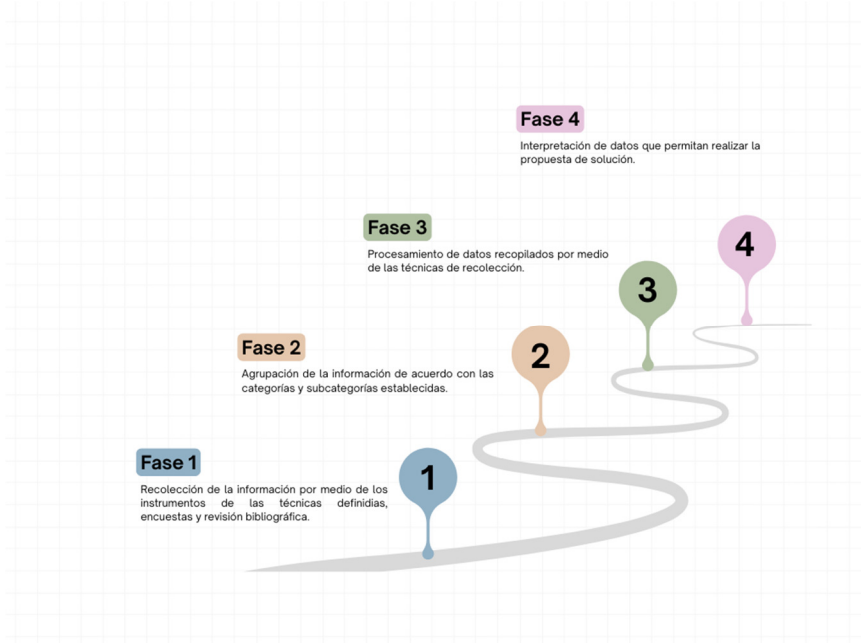 Fase 4
Interpretación de datos que permitan realizar la
propuesta de solución.
Fase 3
Procesamiento de datos recopilados por medio
de las técnicas de recolección.
4
3
Fase 2
Agrupación de la información de acuerdo con las
categorías y subcategorías establecidas.
2
Fase 1
Recolección de la información por medio de los
instrumentos de las técnicas definidias,
encuestas y revisión bibliográfica.
1